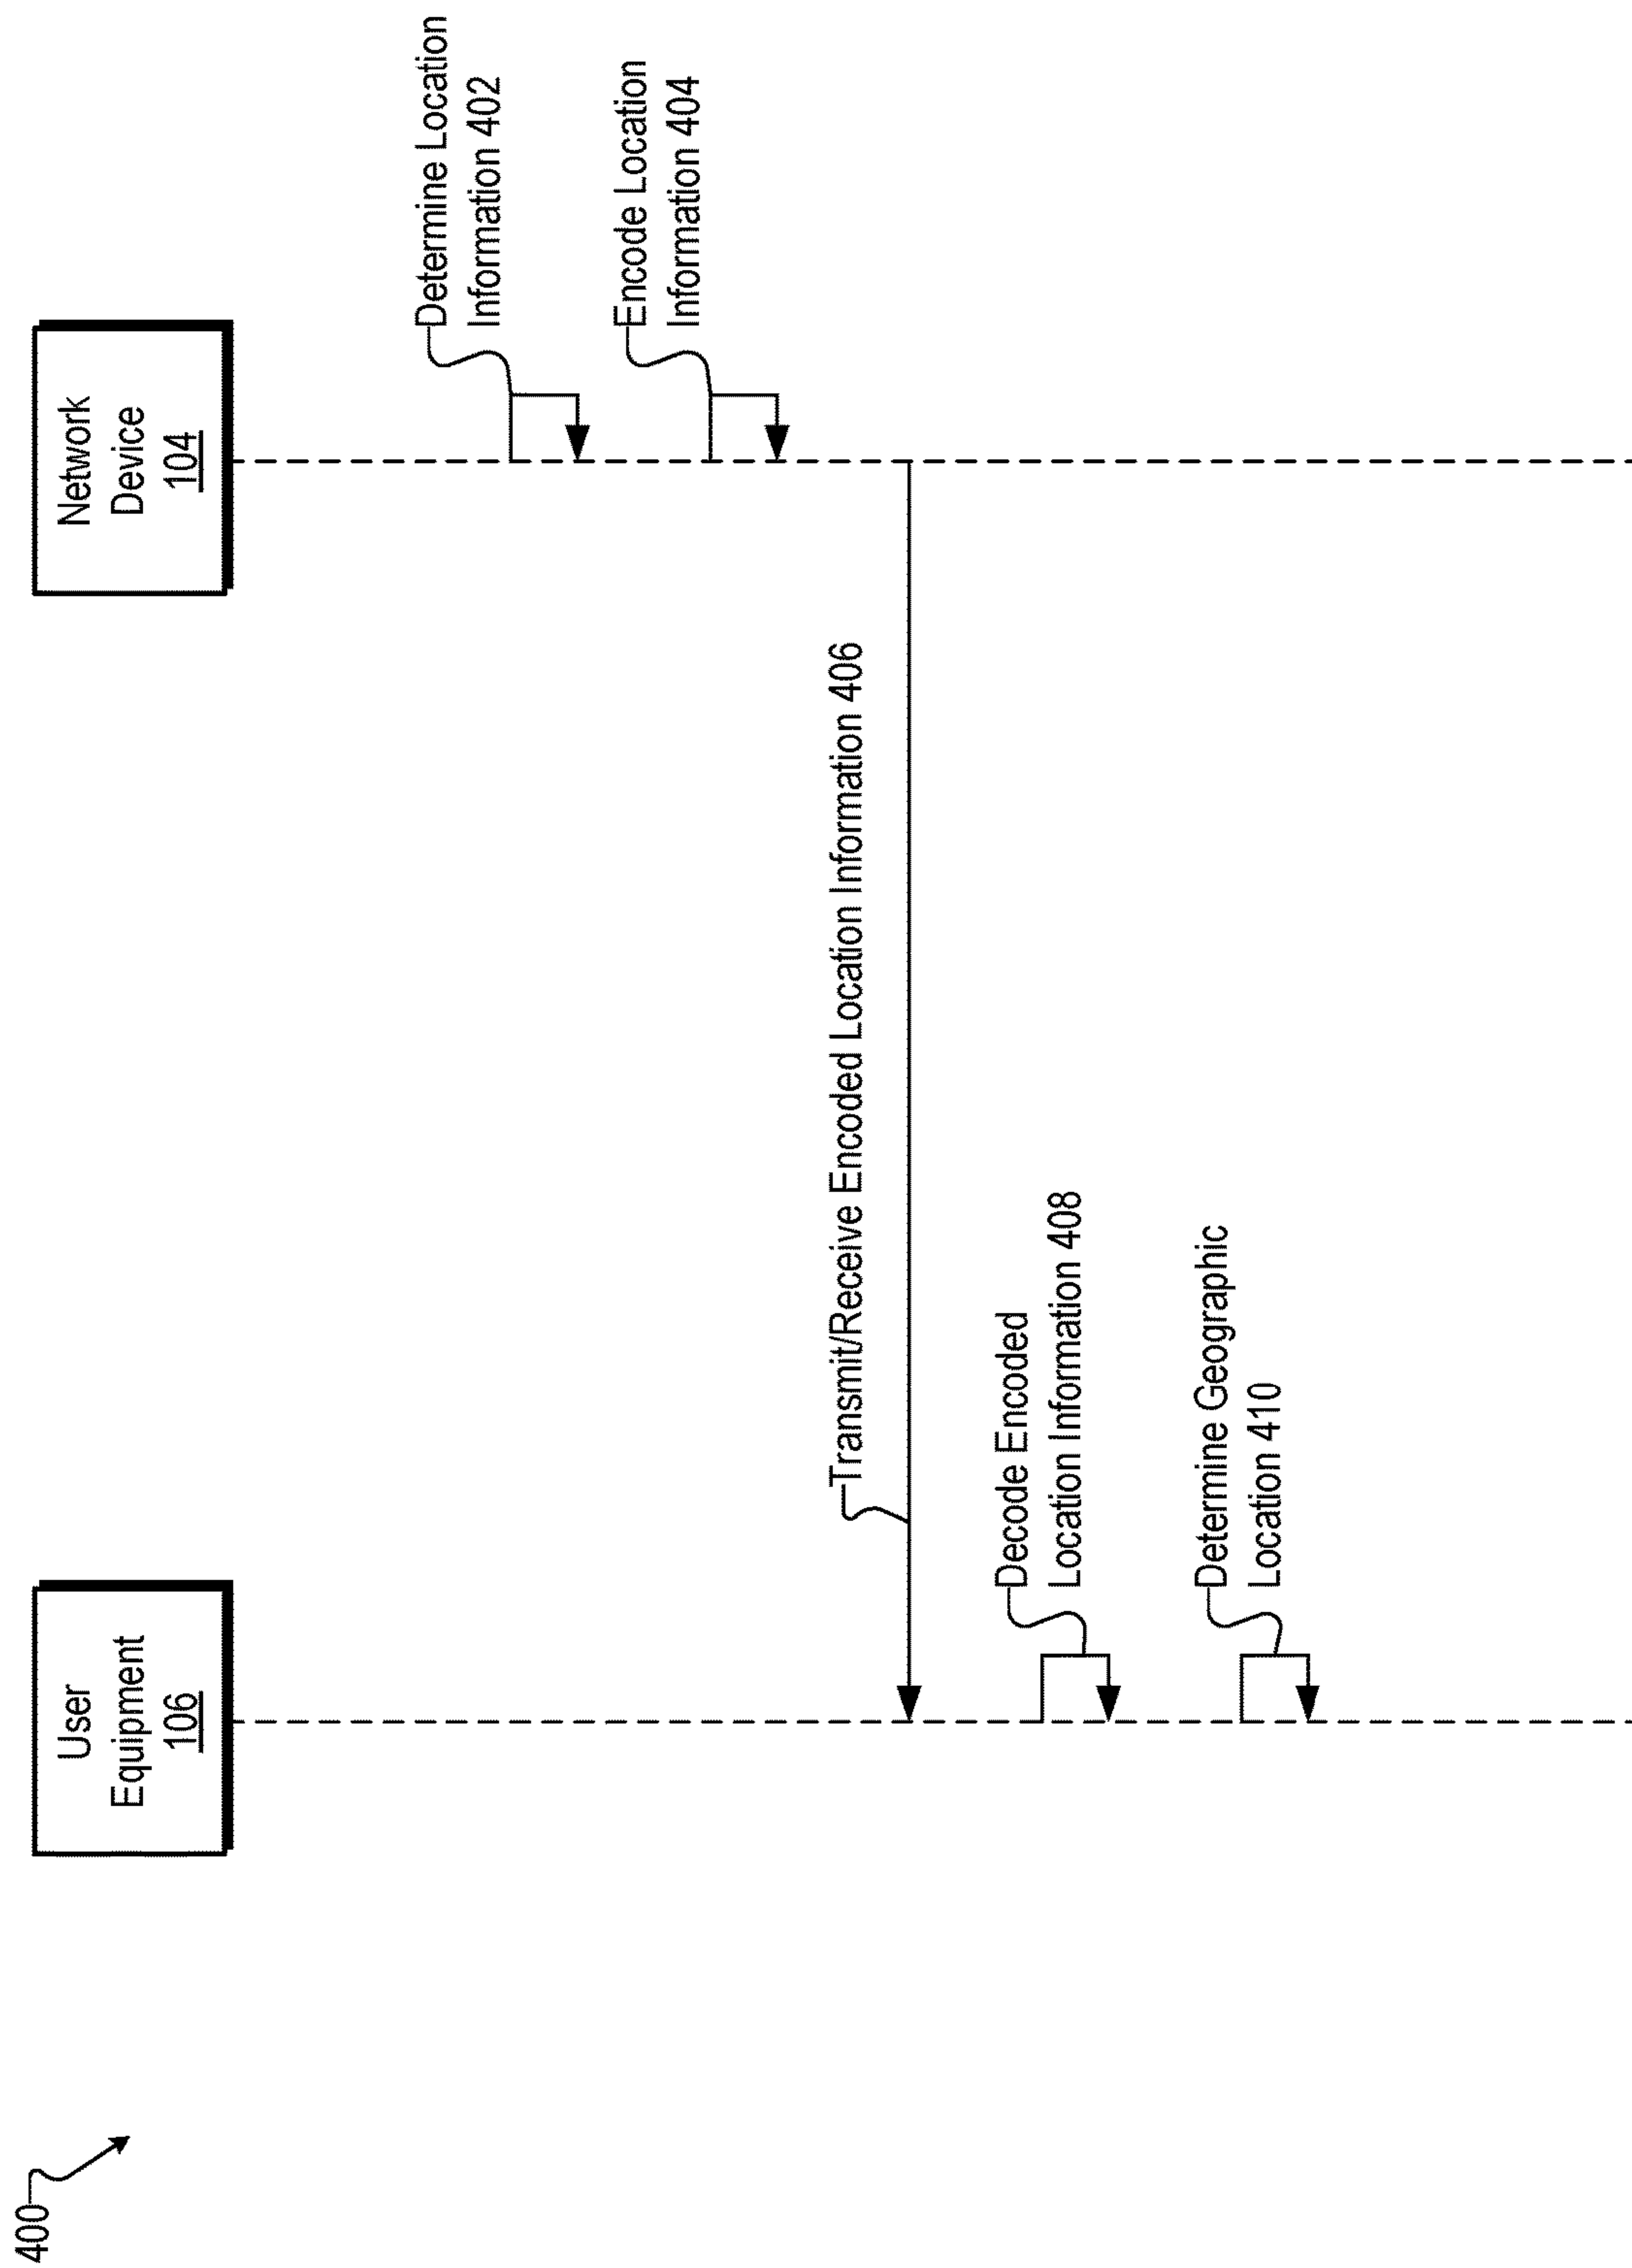 400
User
Equipment
106
Network
Device
104
Determine Location
Information 402
Encode Location
Information 404
Transmit/Receive Encoded Location Information 406
Decode Encoded
Location Information 408
Determine Geographic
Location 410